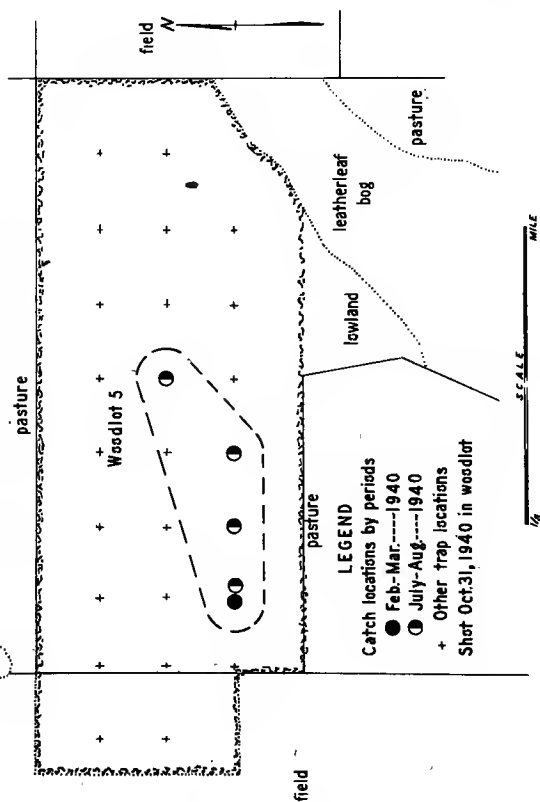 pasture
field
N
Woodlot 5
pasture
leatherleaf
bog
lowland
pasture
field
LEGEND
Catch locations by periods
Feb.-Mar.----1940
July-Aug.----1940
+ Other trap locations
Shot Oct.31,1940 in woodlot
SCALE
1/8
MILE